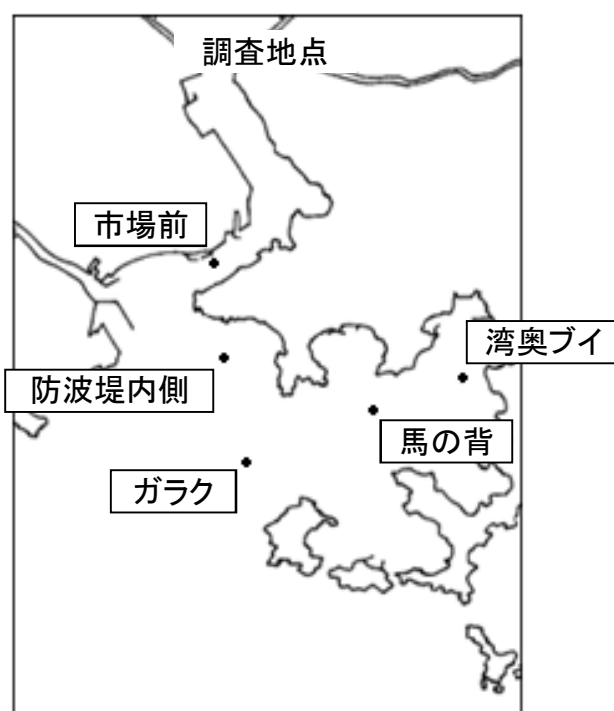 調査地点
市場前
湾奥ブイ
防波堤内側
馬の背
ガラク